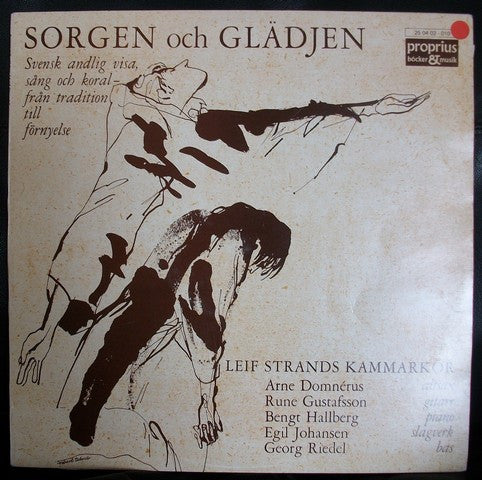 SORGEN och GLÄDJEN
Svensk andlig visa,
sång och koral –
från tradition
till
förnyelse
proprius
böcker & musik
LEIF STRANDS KAMMARKÖR
Arne Domnérus
Rune Gustafsson gitarr
Bengt Hallberg piano
Egil Johansen slagverk
Georg Riedel bas